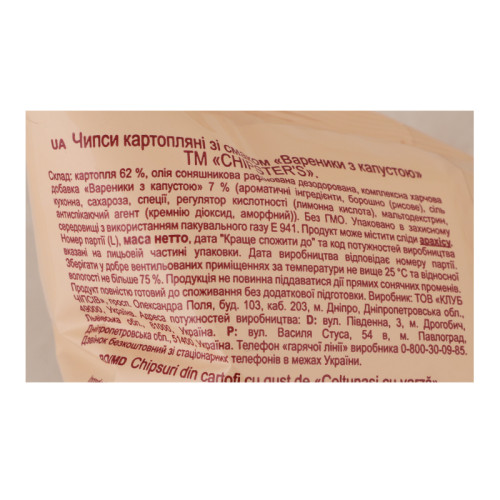 UA Чипси картопляні зі смаком «Вареники з капустою»
ТМ «CHIPSTER'S».
Склад: картопля 62 %, олія соняшникова рафінована дезодорована, комплексна харчова
добавка «Вареники з капустою» 7 % (ароматичні інгредієнти, борошно (рисове), сіль
кухонна, сахароза, спеції, регулятор кислотності (лимонна кислота), мальтодекстрин,
антиспікаючий агент (кремнію діоксид, аморфний)). Без ГМО. Упаковано в захисному
середовищі з використанням пакувального газу Е 941. Продукт може містити сліди арахісу.
Номер партії (L), маса нетто, дата "Краще спожити до" та код потужностей виробництва
вказані на лицьовій частині упаковки. Дата виробництва відповідає номеру партії.
Зберігати у добре вентильованих приміщеннях за температури не вище 25 °С та відносної
вологості не більше 75 %. Продукція не повинна піддаватися дії прямих сонячних променів.
Продукт повністю готовий до споживання без додаткової підготовки. Виробник: ТОВ «КЛУБ
ЧІПСІВ», просп. Олександра Поля, буд. 103, каб. 203, м. Дніпро, Дніпропетровська обл.,
Україна. Адреси потужностей виробництва: D: вул. Південна, 3, м. Дрогобич,
Львівська обл., Україна. P: вул. Василя Стуса, 54 в, м. Павлоград,
Дніпропетровська обл., 51400 Україна. Телефон «гарячої лінії» виробника 0-800-30-09-85.
Дзвінок безкоштовний зі стаціонарних телефонів в межах України.
RO/MD Chipsuri din cartofi cu gust de «Colțunași cu varză»